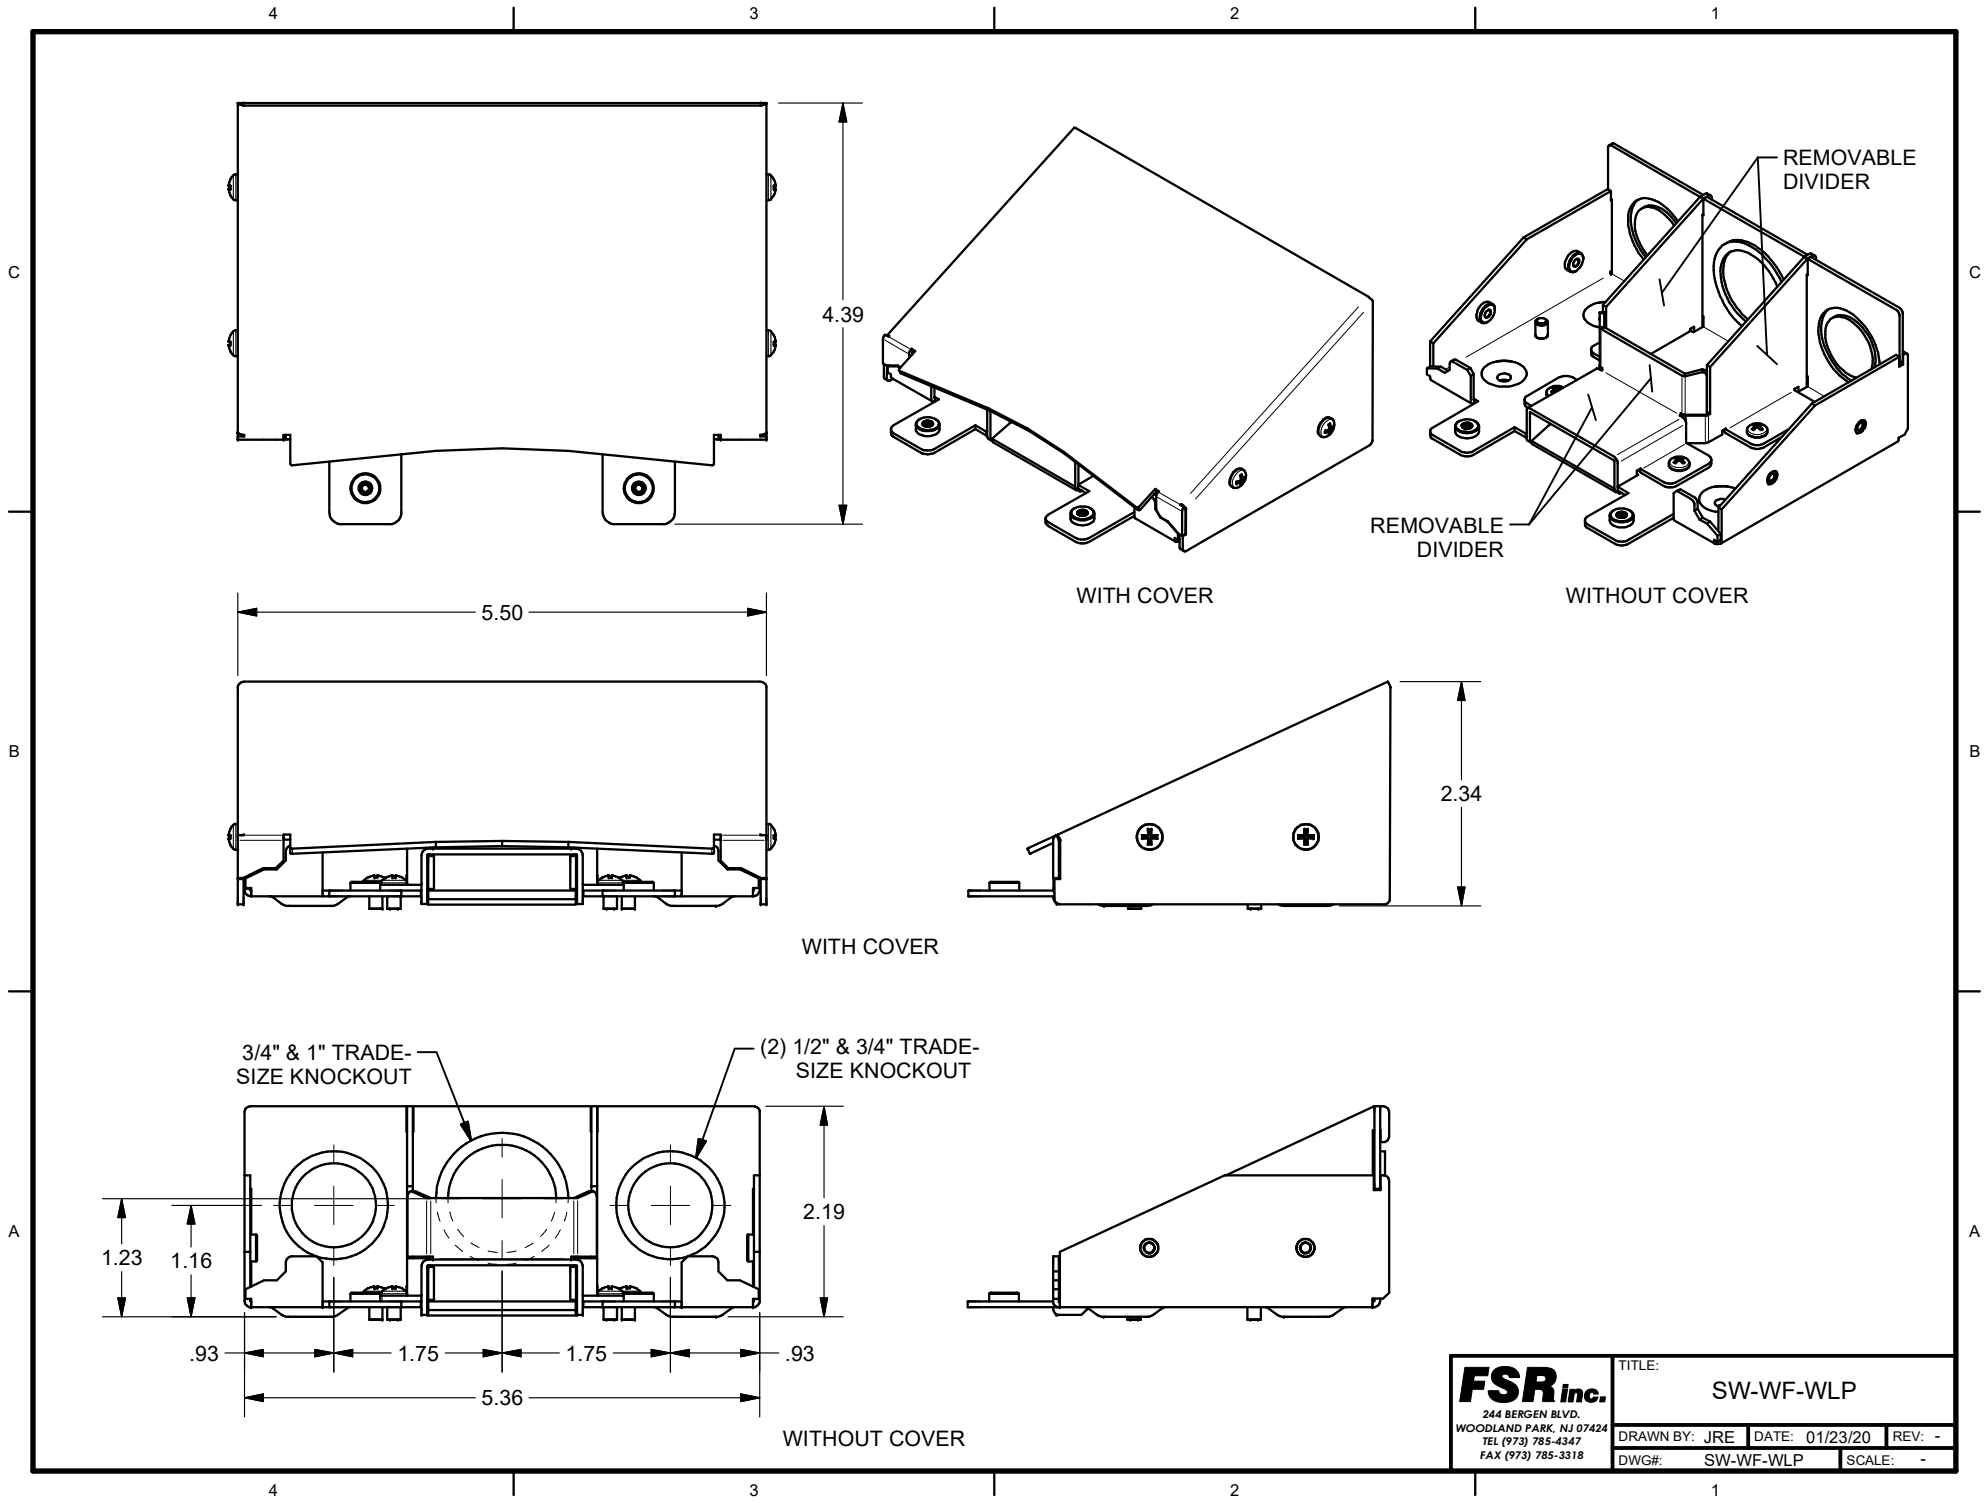 4 3 2 1
C C
B B
A A
4.39
REMOVABLE
DIVIDER
REMOVABLE
DIVIDER
WITH COVER
WITHOUT COVER
5.50
2.34
WITH COVER
3/4" & 1" TRADE-
SIZE KNOCKOUT
(2) 1/2" & 3/4" TRADE-
SIZE KNOCKOUT
1.23
1.16
2.19
.93
1.75
1.75
.93
5.36
WITHOUT COVER
FSR inc.
244 BERGEN BLVD.
WOODLAND PARK, NJ 07424
TEL (973) 785-4347
FAX (973) 785-3318
TITLE:
SW-WF-WLP
DRAWN BY: JRE DATE: 01/23/20 REV: -
DWG#: SW-WF-WLP SCALE: -
4 3 2 1